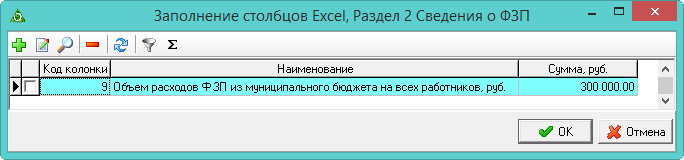 Заполнение столбцов Excel, Раздел 2 Сведения о ФЗП
Σ
Код колонки Наименование Сумма, руб.
9 Объем расходов ФЗП из муниципального бюджета на всех работников, руб. 300 000.00
OK Отмена